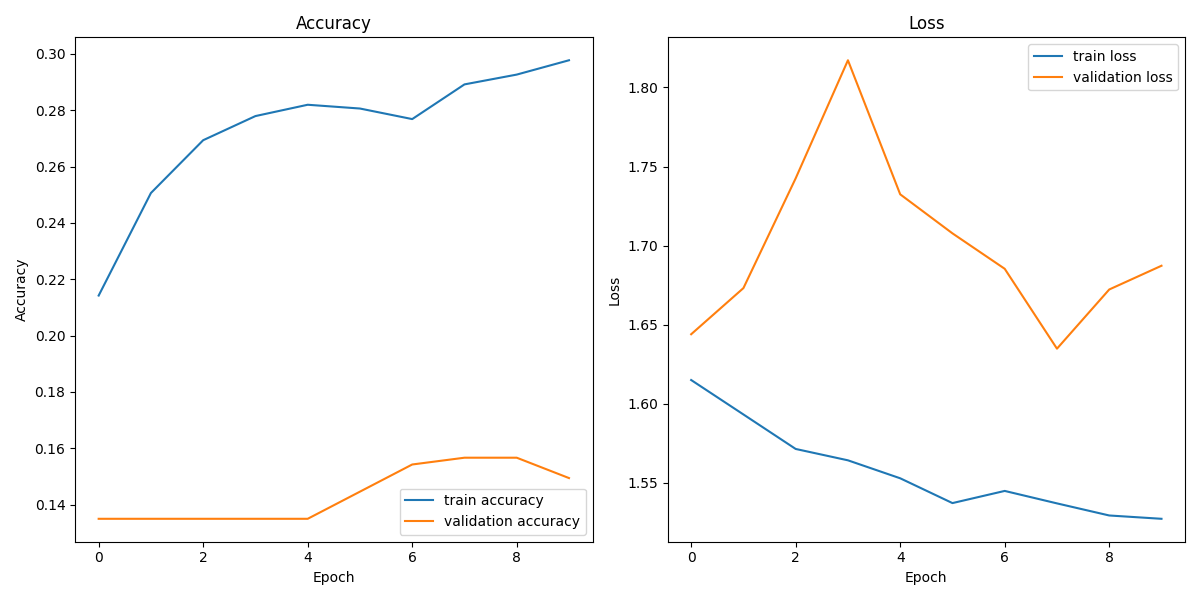 Accuracy
0.30
0.28
0.26
0.24
0.22
0.20
0.18
0.16
0.14
Accuracy
train accuracy
validation accuracy
0 2 4 6 8
Epoch
Loss
train loss
validation loss
1.80
1.75
1.70
1.65
1.60
1.55
Loss
0 2 4 6 8
Epoch